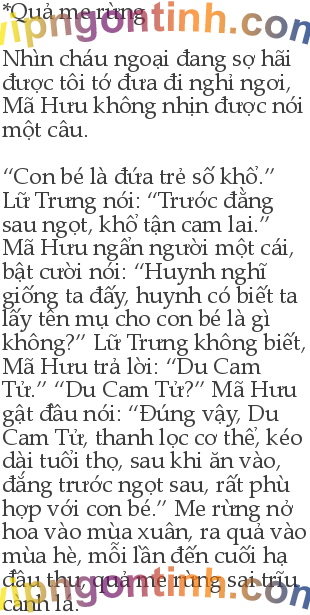 *Quả me rừng
vipngontinh.com
Nhìn cháu ngoại đang sợ hãi
được tôi tớ đưa đi nghỉ ngơi,
Mã Hưu không nhịn được nói
một câu.
“Con bé là đứa trẻ số khổ.”
Lữ Trưng nói: “Trước đắng
sau ngọt, khổ tận cam lai.”
Mã Hưu ngẩn người một cái,
bật cười nói: “Huynh nghĩ
giống ta đấy, huynh có biết ta
lấy tên mụ cho con bé là gì
không?” Lữ Trưng không biết,
Mã Hưu trả lời: “Du Cam
Tử.” “Du Cam Tử?” Mã Hưu
gật đầu nói: “Đúng vậy, Du
Cam Tử, thanh lọc cơ thể, kéo
dài tuổi thọ, sau khi ăn vào,
đắng trước ngọt sau, rất phù
hợp với con bé.” Me rừng nở
hoa vào mùa xuân, ra quả vào
mùa hè, mỗi lần đến cuối hạ
đầu thu, quả me rừng sai trĩu
vipngontinh.com
cành lá.